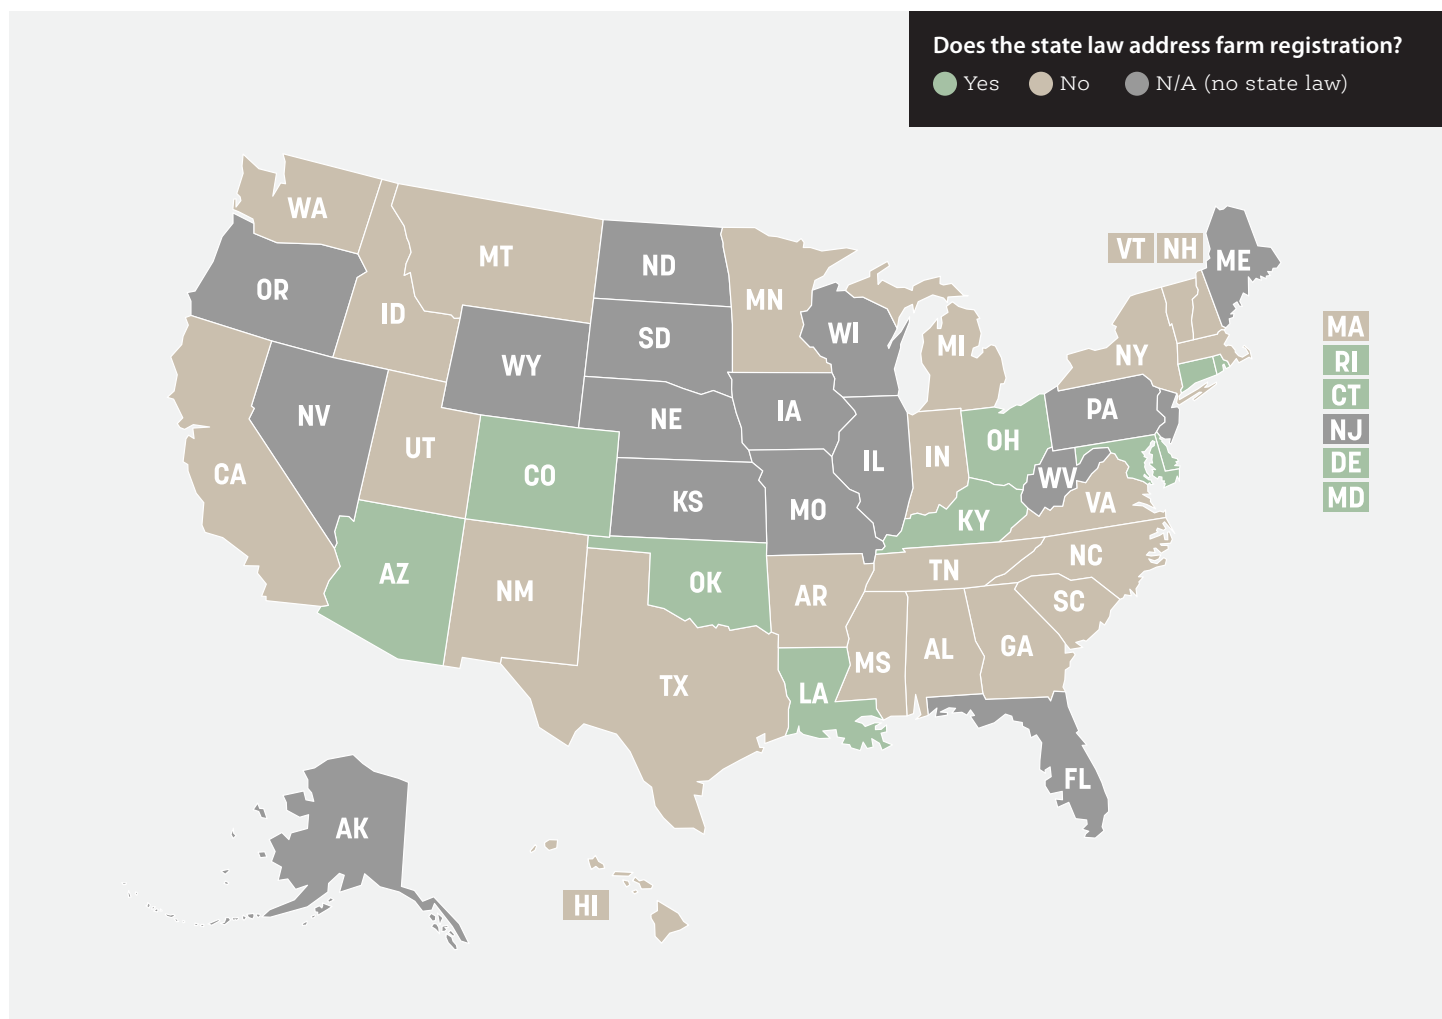 Does the state law address farm registration?
Yes No N/A (no state law)
WA
MT
ND
VT NH
ME
OR
MN
ID
MA
WI
SD
MI
NY
RI
WY
CT
PA
IA
NV
NE
NJ
OH
UT
IN
IL
DE
CO
CA
WV
MD
KS
VA
MO
KY
NC
TN
AZ
OK
NM
AR
SC
GA
AL
MS
TX
LA
FL
AK
HI